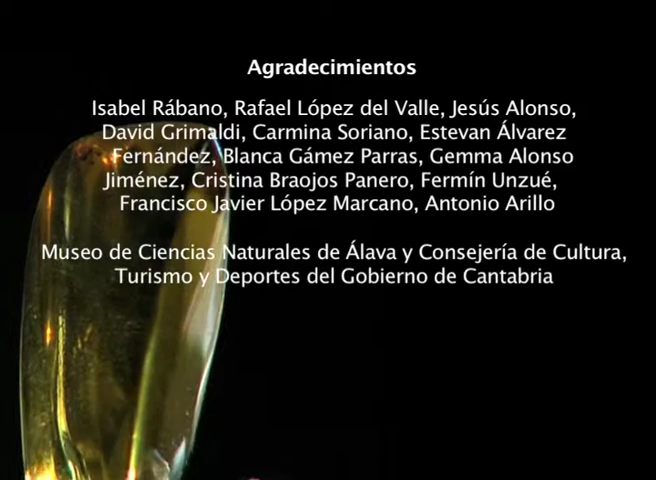 Agradecimientos
Isabel Rábano, Rafael López del Valle, Jesús Alonso,
David Grimaldi, Carmina Soriano, Estevan Álvarez
Fernández, Blanca Gámez Parras, Gemma Alonso
Jiménez, Cristina Braojos Panero, Fermín Unzué,
Francisco Javier López Marcano, Antonio Arillo
Museo de Ciencias Naturales de Álava y Consejería de Cultura,
Turismo y Deportes del Gobierno de Cantabria